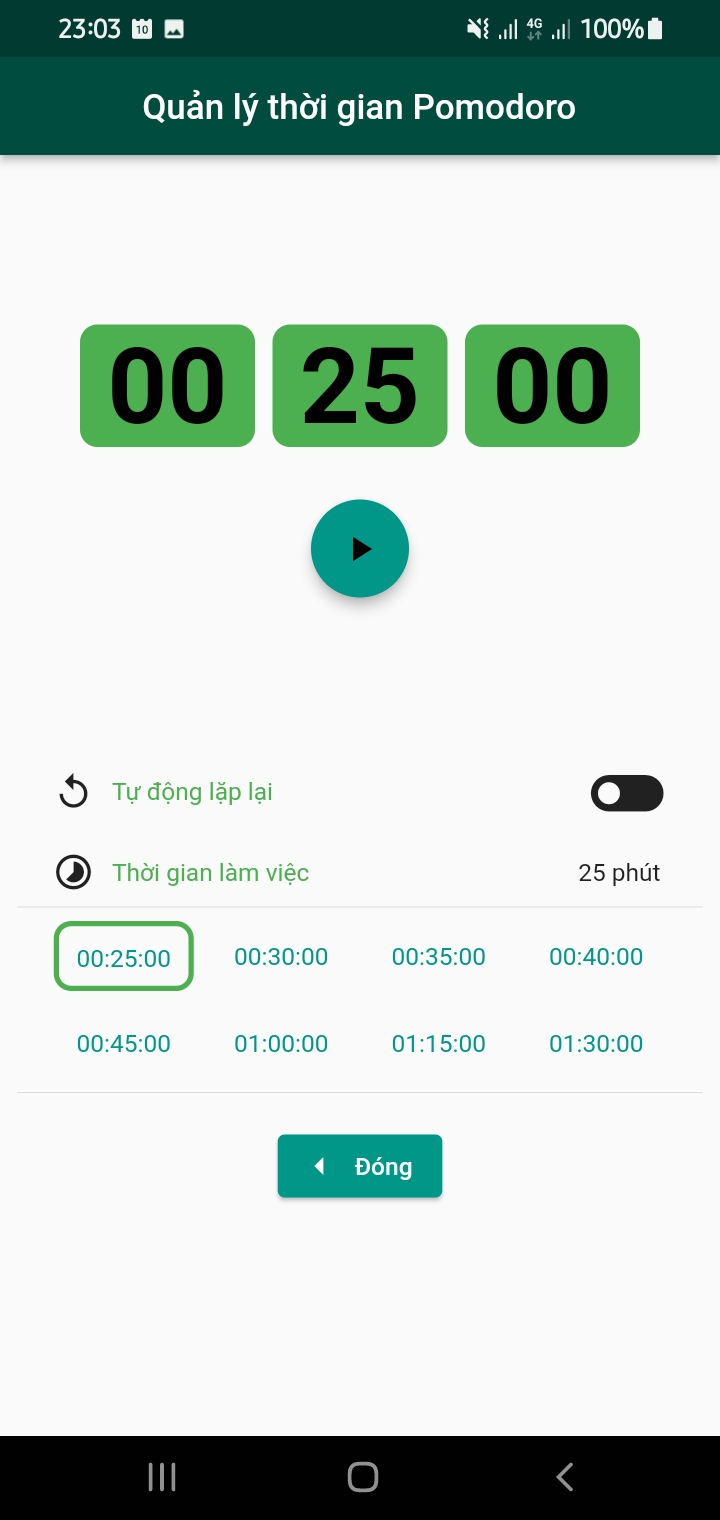 23:03 10 4G 100%
Quản lý thời gian Pomodoro
00 25 00
Tự động lặp lại
Thời gian làm việc 25 phút
00:25:00 00:30:00 00:35:00 00:40:00
00:45:00 01:00:00 01:15:00 01:30:00
Đóng